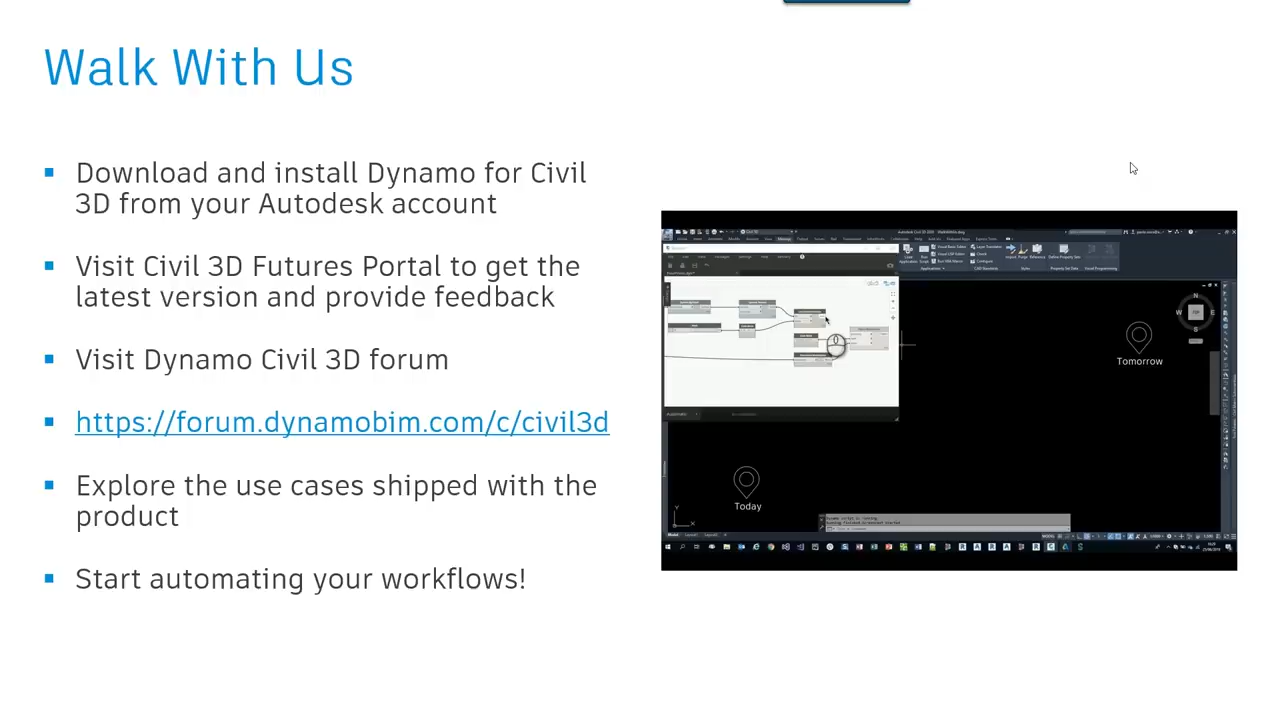 Walk With Us
Download and install Dynamo for Civil
3D from your Autodesk account
Visit Civil 3D Futures Portal to get the
latest version and provide feedback
Visit Dynamo Civil 3D forum
https://forum.dynamobim.com/c/civil3d
Explore the use cases shipped with the
product
Start automating your workflows!
N
W
E
S
Tomorrow
Today